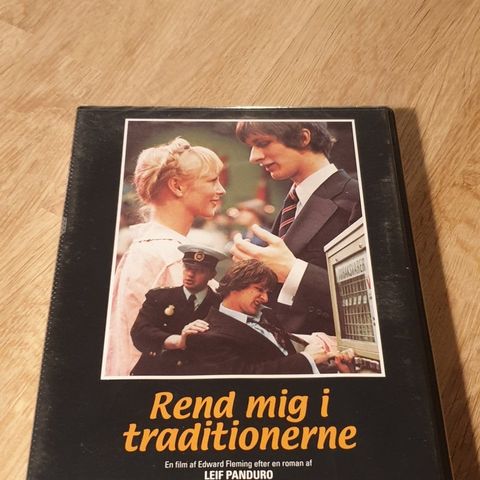 Rend mig i
traditionerne
En film af Edward Fleming efter en roman af
LEIF PANDURO